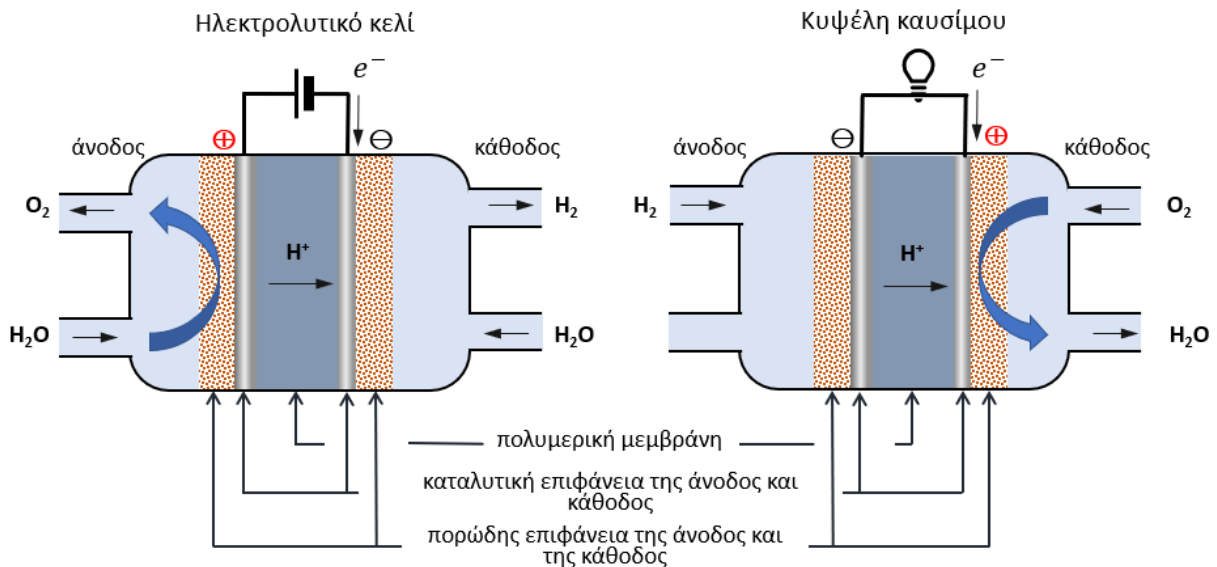 Ηλεκτρολυτικό κελί
Κυψέλη καυσίμου
e⁻
e⁻
⊕
⊖
⊖
⊕
άνοδος
κάθοδος
άνοδος
κάθοδος
O₂
H₂
H₂
O₂
H⁺
H⁺
H₂O
H₂O
H₂O
πολυμερική μεμβράνη
καταλυτική επιφάνεια της άνοδος και
κάθοδος
πορώδης επιφάνεια της άνοδος και
της κάθοδος